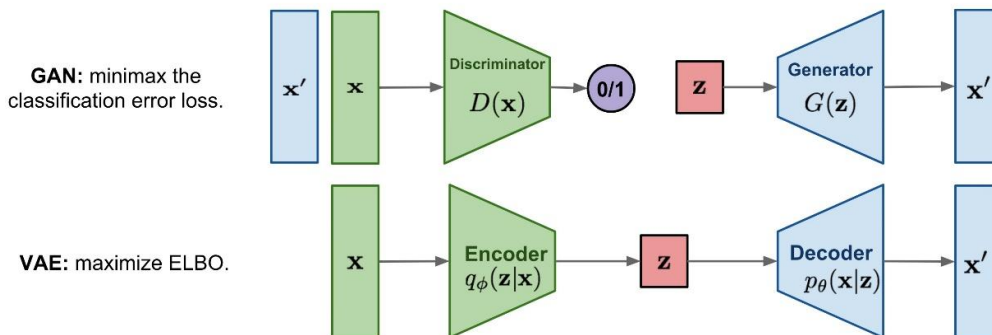 GAN: minimax the
classification error loss.
x′
x
Discriminator
D(x)
0/1
z
Generator
G(z)
x′
VAE: maximize ELBO.
x
Encoder
qϕ(z|x)
z
Decoder
pθ(x|z)
x′